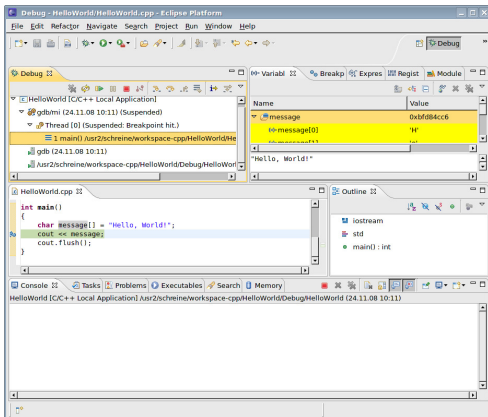 Debug - HelloWorld/HelloWorld.cpp - Eclipse Platform
File Edit Refactor Navigate Search Project Run Window Help
Debug
Debug
HelloWorld [C/C++ Local Application]
gdb/mi (24.11.08 10:11) (Suspended)
Thread [0] (Suspended: Breakpoint hit.)
1 main() /usr2/schreine/workspace-cpp/HelloWorld/He
gdb (24.11.08 10:11)
/usr2/schreine/workspace-cpp/HelloWorld/Debug/HelloWorl
Variabl Breakp Expres Regist Module
Name Value
message 0xbfd84cc6
message[0] 'H'
"Hello, World!"
HelloWorld.cpp
int main()
{
char message[] = "Hello, World!";
cout << message;
cout.flush();
}
Outline
iostream
std
main() : int
Console Tasks Problems Executables Search Memory
HelloWorld [C/C++ Local Application] /usr2/schreine/workspace-cpp/HelloWorld/Debug/HelloWorld (24.11.08 10:11)